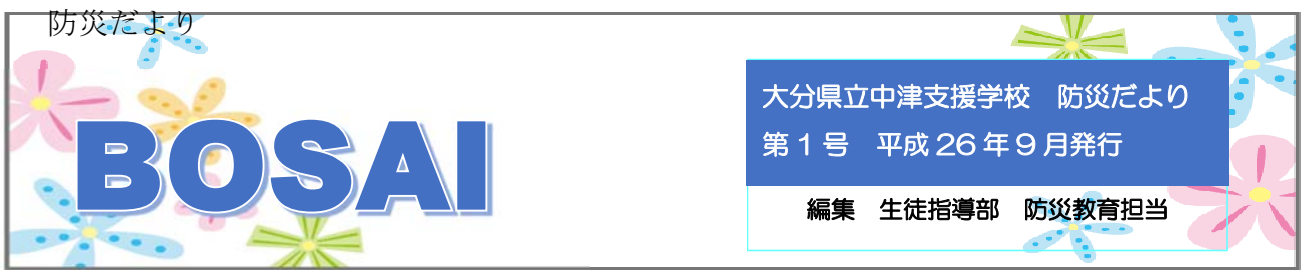 防災だより
BOSAI
大分県立中津支援学校　防災だより
第１号　平成２６年９月発行
編集　生徒指導部　防災教育担当